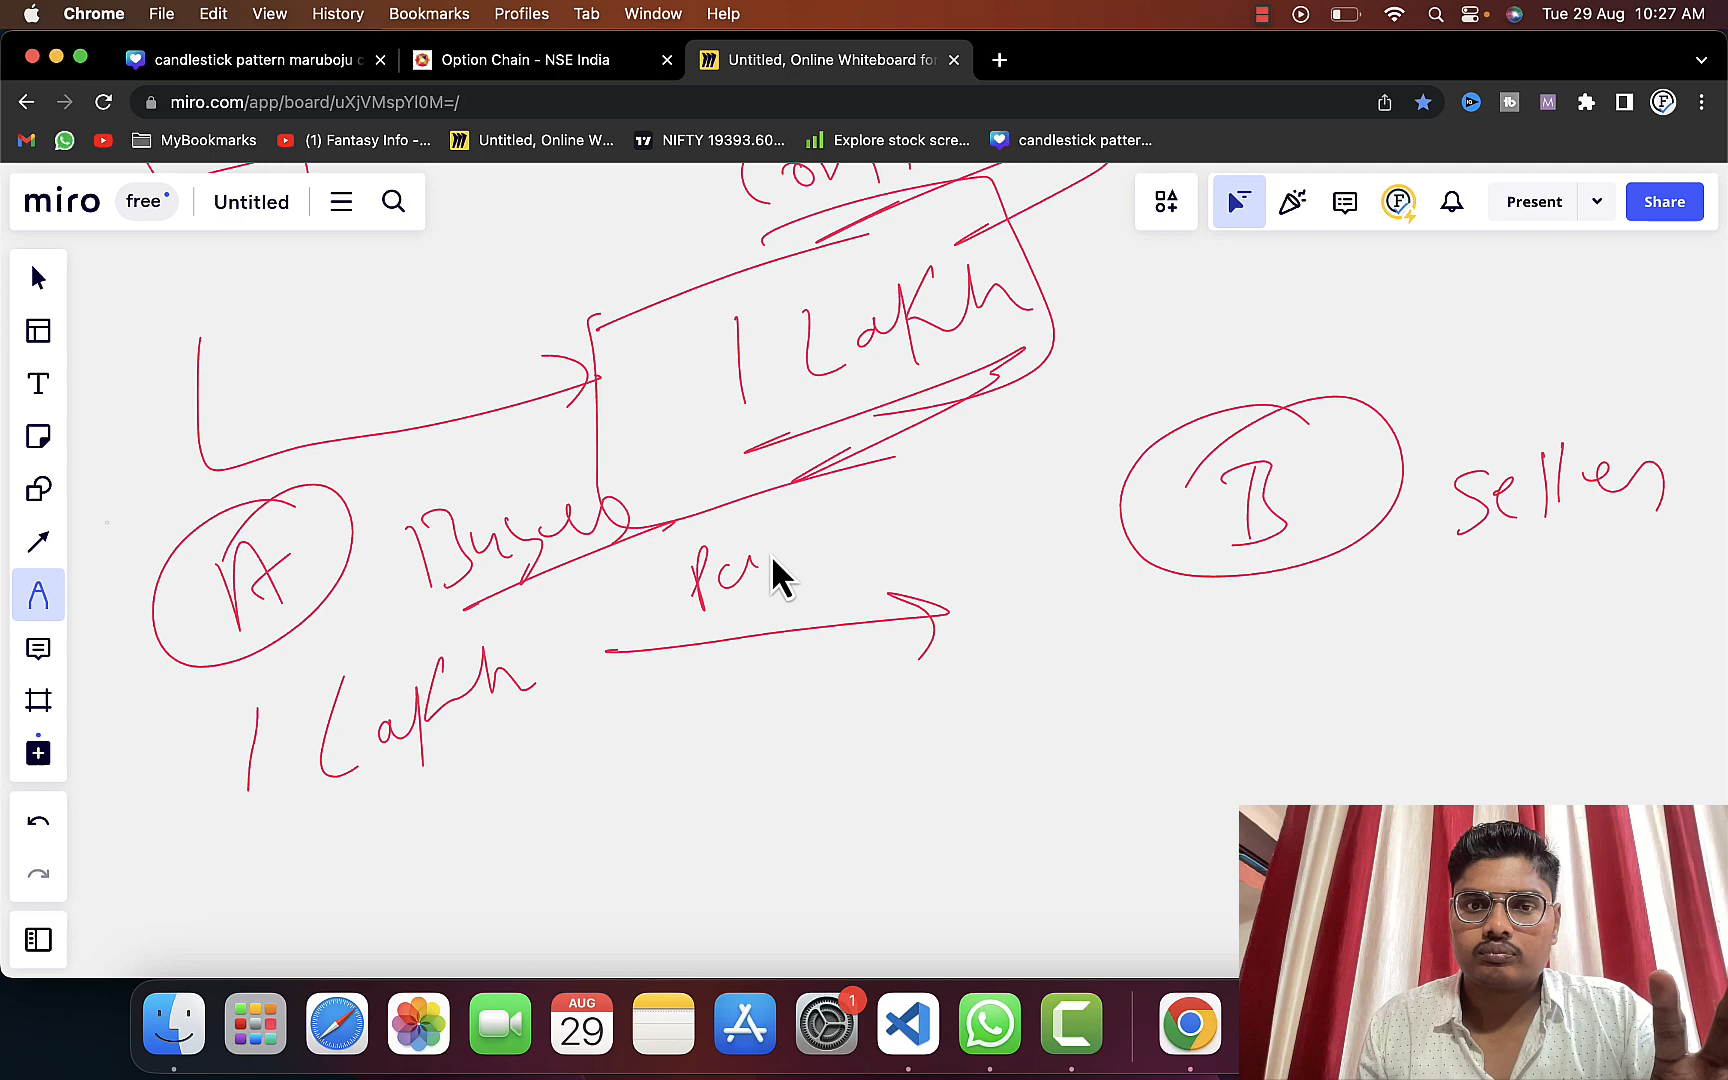 Chrome File Edit View History Bookmarks Profiles Tab Window Help Tue 29 Aug 10:27 AM
candlestick pattern maruboju c Option Chain - NSE India Untitled, Online Whiteboard for
miro.com/app/board/uXjVMspYI0M=/
MyBookmarks (1) Fantasy Info -... Untitled, Online W... NIFTY 19393.60... Explore stock scre... candlestick patter...
miro free Untitled Present Share
1 Lakh
B Seller
A Buyer
1 Lakh
AUG
29
1